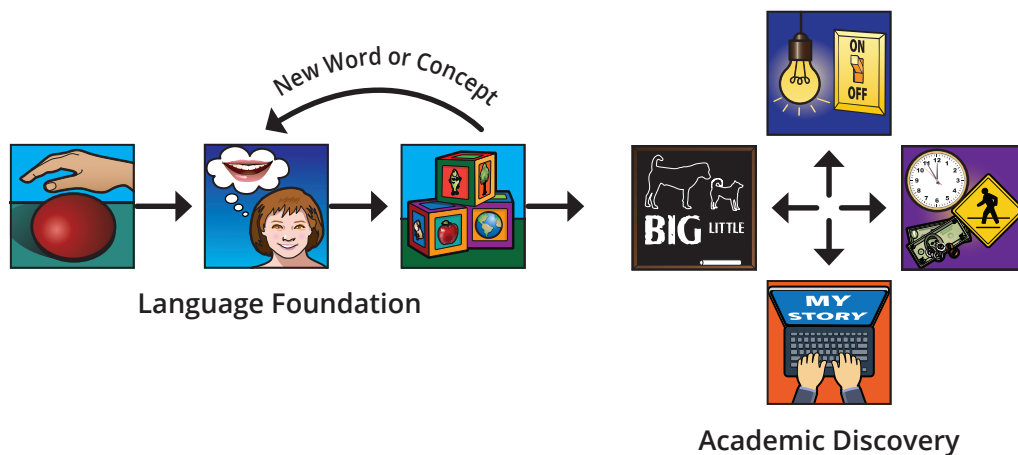 New Word or Concept
Language Foundation
ON
OFF
BIG LITTLE
MY
STORY
Academic Discovery